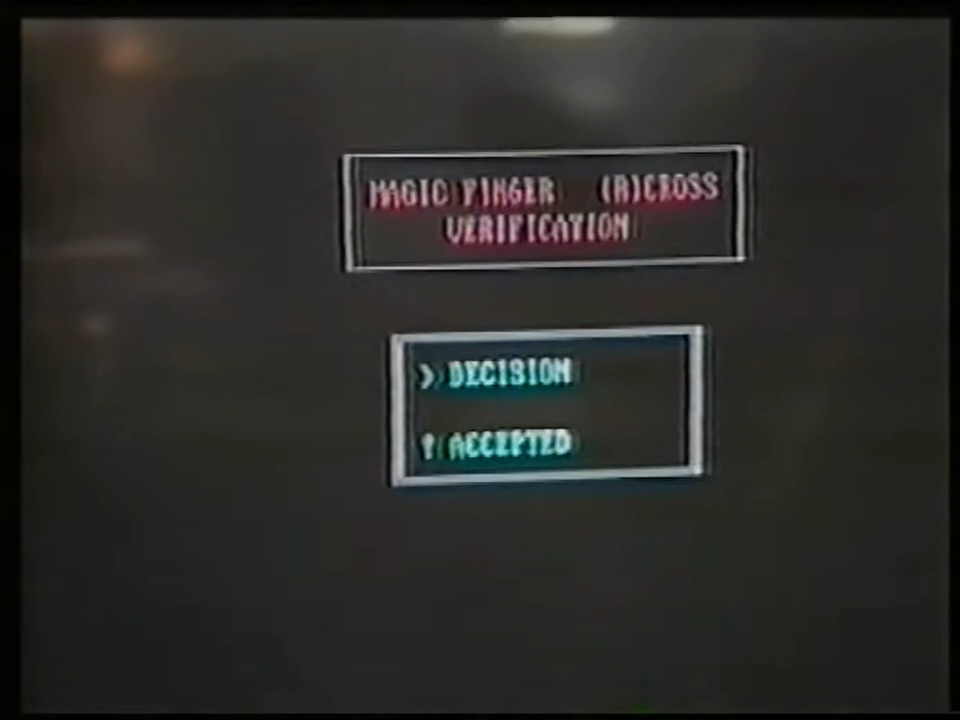 MAGIC FINGER (R)CROSS
VERIFICATION
> DECISION
! ACCEPTED